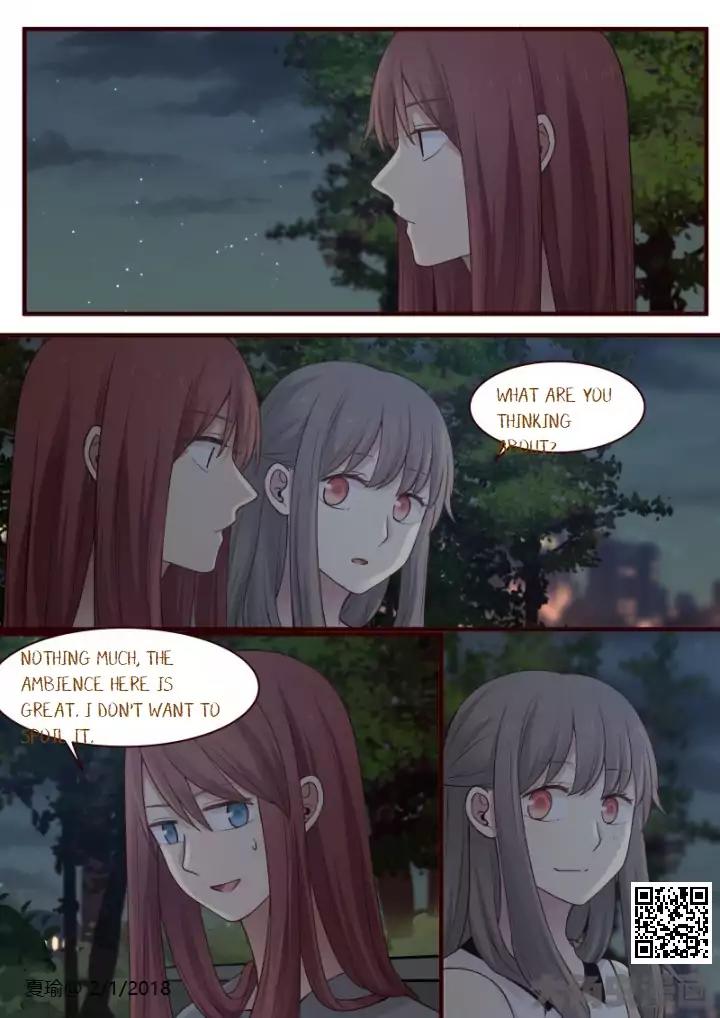 WHAT ARE YOU
THINKING
ABOUT?
NOTHING MUCH, THE
AMBIENCE HERE IS
GREAT. I DON'T WANT TO
SPOIL IT.
夏瑜@ 2/1/2018